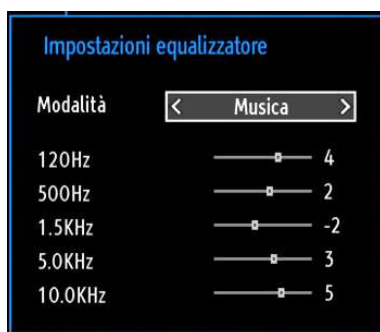 Impostazioni equalizzatore
Modalità < Musica >
120Hz 4
500Hz 2
1.5KHz -2
5.0KHz 3
10.0KHz 5